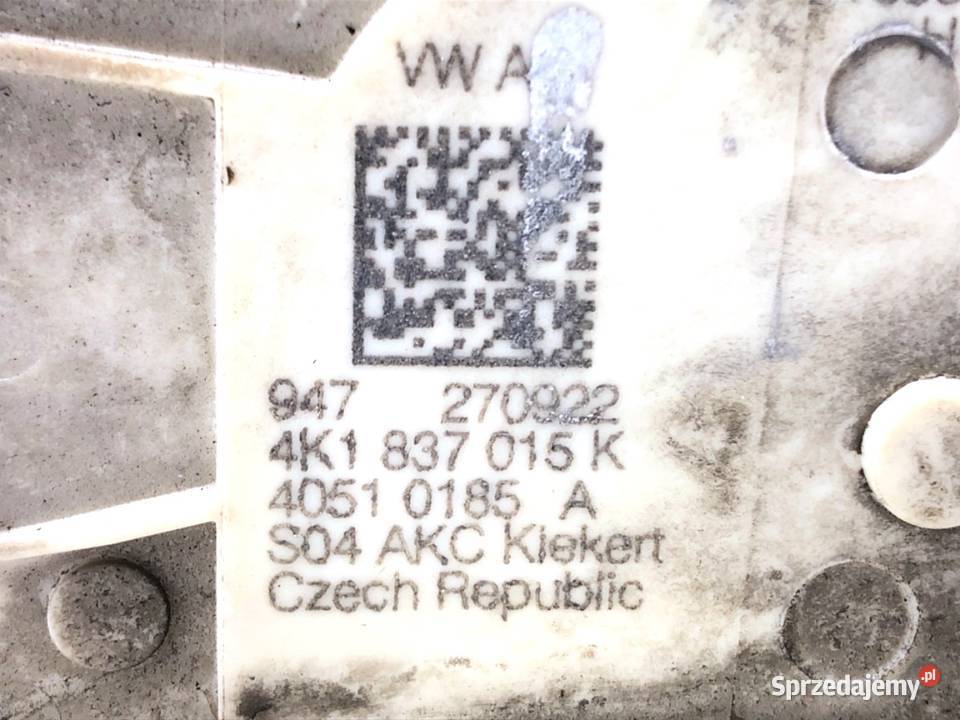 VW A
947 270922
4K1 837 015 K
4051 0185 A
S04 AKC Kiekert
Czech Republic
Sprzedajemy.pl